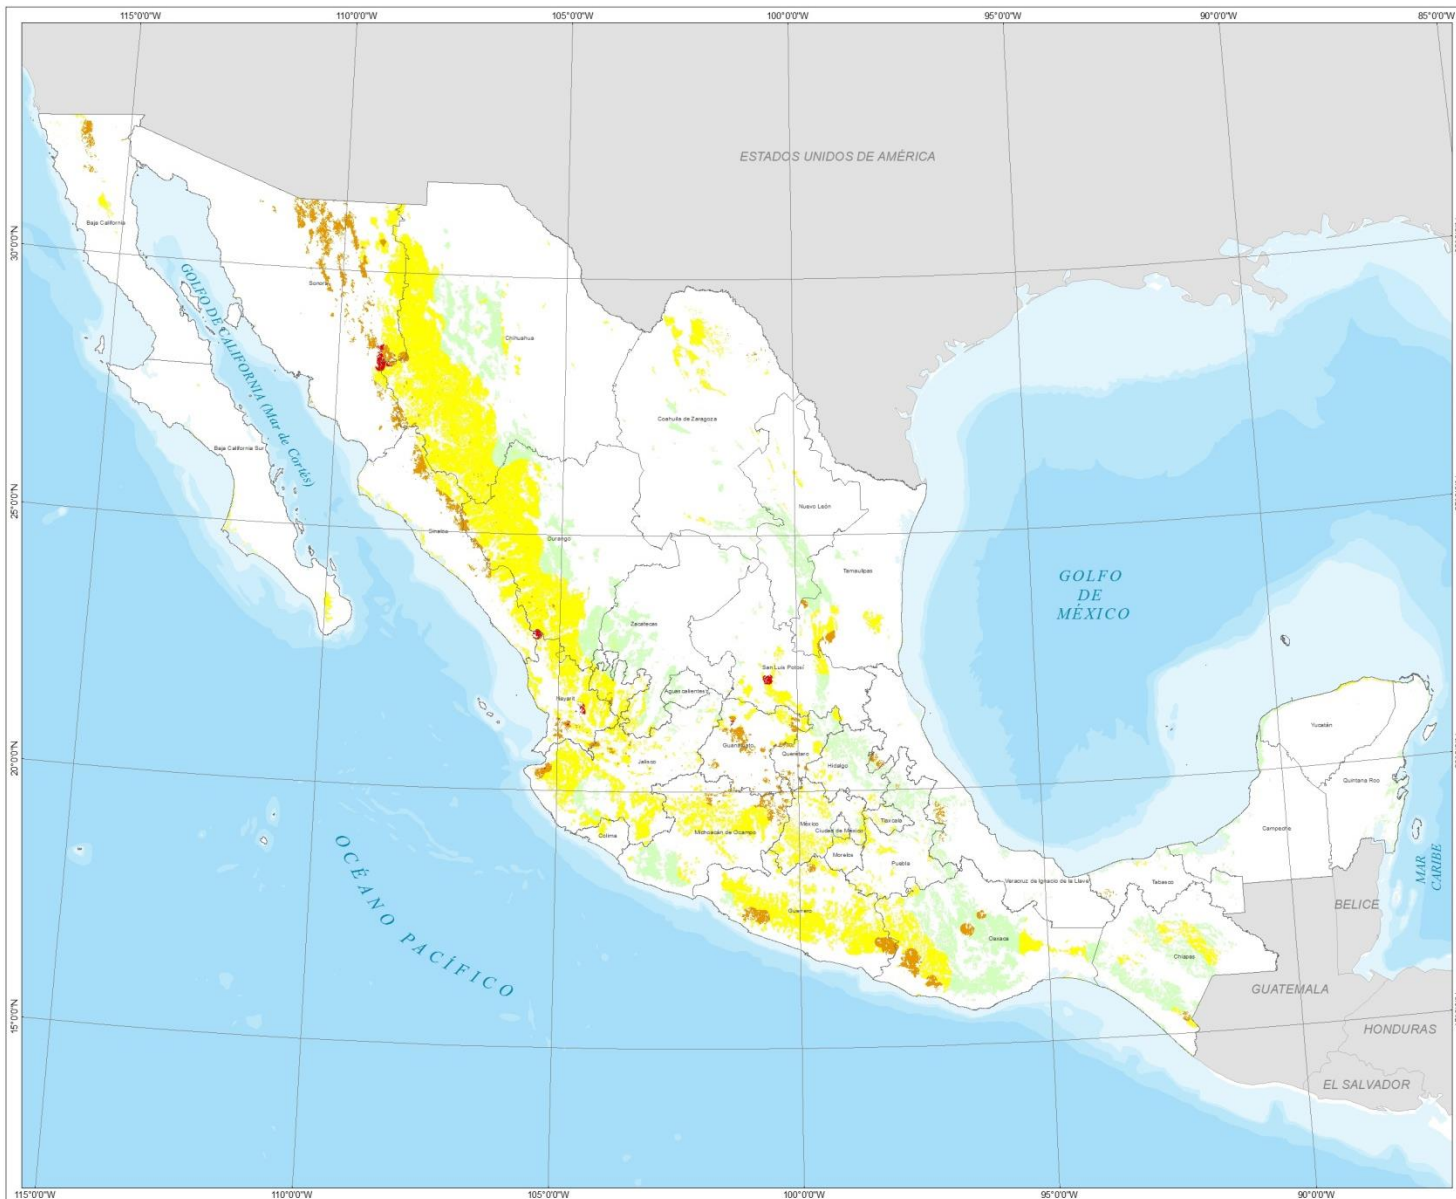 115°0'0"W 110°0'0"W 105°0'0"W 100°0'0"W 95°0'0"W 90°0'0"W 85°0'0"W
ESTADOS UNIDOS DE AMÉRICA
Baja California
30°0'0"N
Sonora
GOLFO DE CALIFORNIA (Mar de Cortés)
Chihuahua
Coahuila de Zaragoza
Baja California Sur
25°0'0"N
Nuevo León
Sinaloa
Durango
Tamaulipas
GOLFO
DE
MÉXICO
Zacatecas
San Luis Potosí
Aguascalientes
Nayarit
Yucatán
20°0'0"N
Guanajuato
Querétaro
Jalisco
Hidalgo
Quintana Roo
México
Tlaxcala
Ciudad de México
Colima
Michoacán de Ocampo
Campeche
Morelos
Puebla
MAR
CARIBE
Veracruz de Ignacio de la Llave
Tabasco
BELICE
Guerrero
Oaxaca
Chiapas
OCÉANO PACÍFICO
GUATEMALA
15°0'0"N
HONDURAS
EL SALVADOR
115°0'0"W 110°0'0"W 105°0'0"W 100°0'0"W 95°0'0"W 90°0'0"W